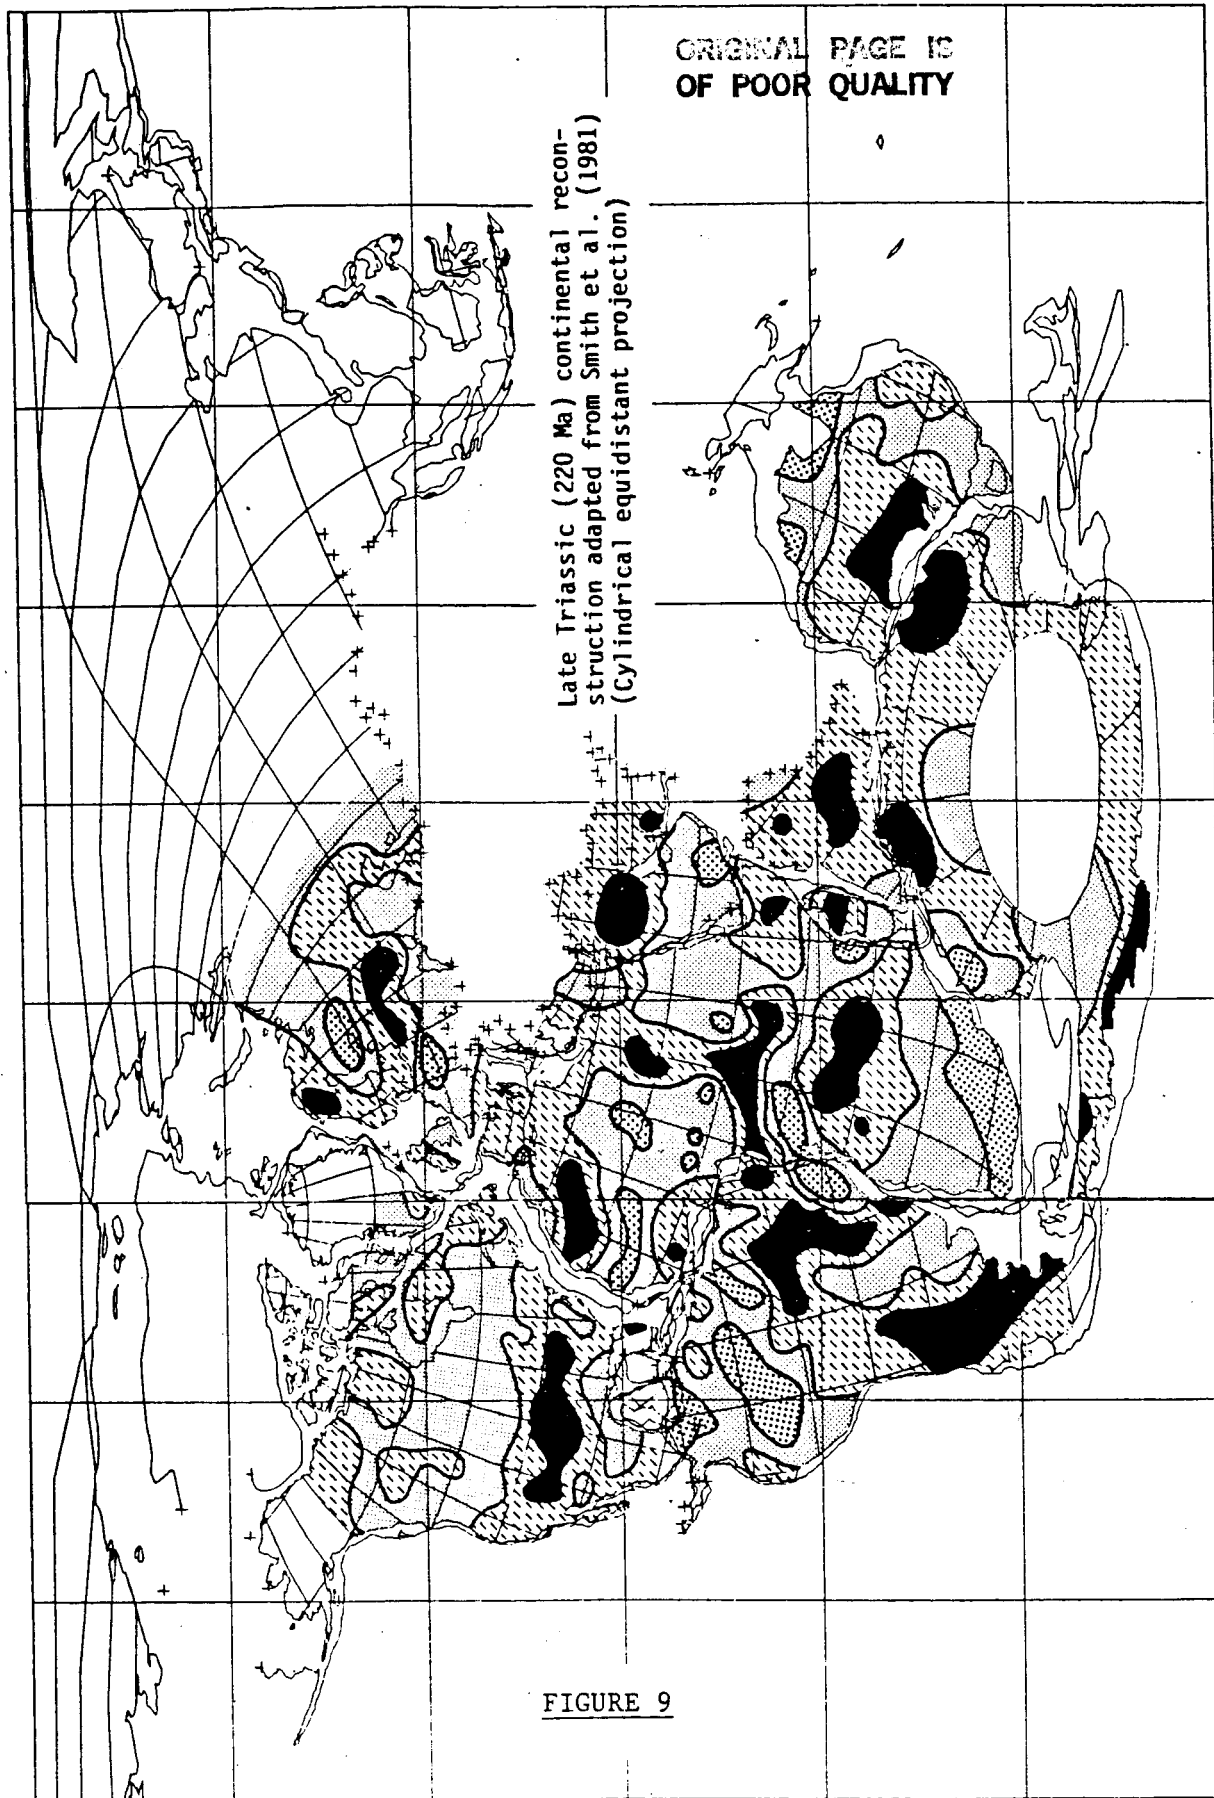 ORIGINAL PAGE IS
OF POOR QUALITY
Late Triassic (220 Ma) continental recon-
struction adapted from Smith et al. (1981)
(Cylindrical equidistant projection)
FIGURE 9